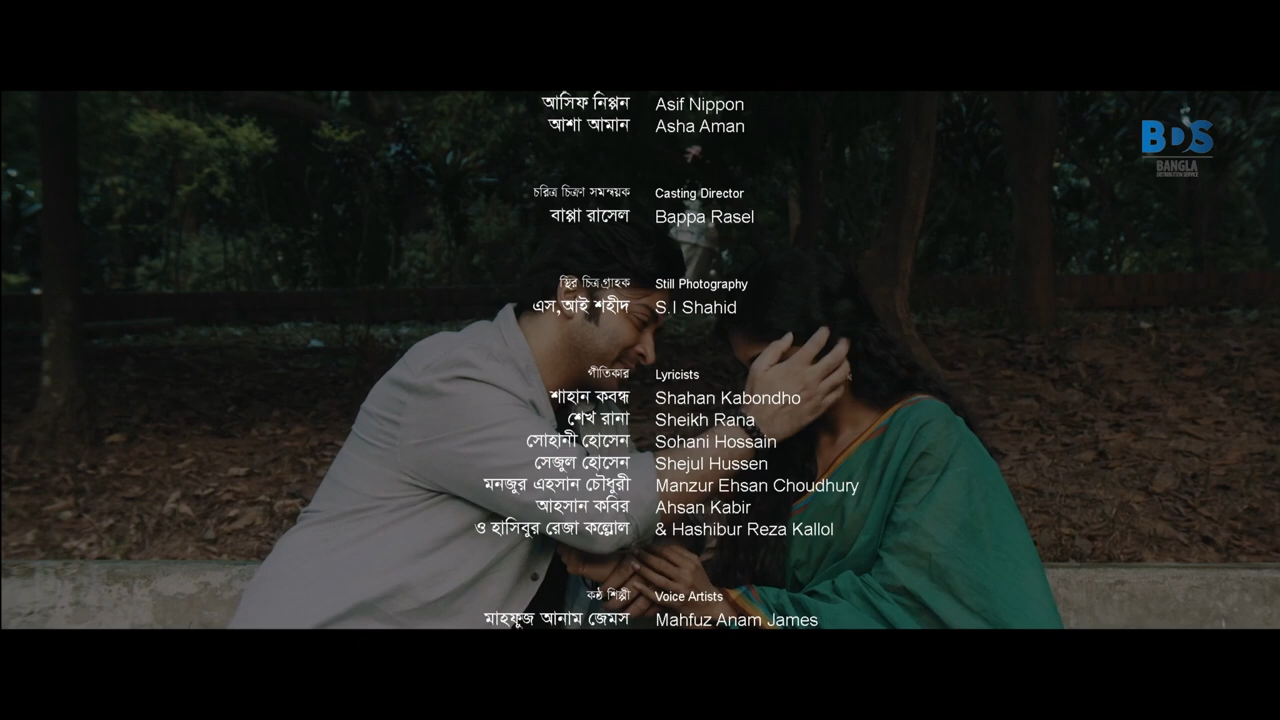 আসিফ নিপ্পন Asif Nippon
আশা আমান Asha Aman
BDS
BANGLA
DISTRIBUTION SERVICE
চরিত্র চিত্রণ সমন্বয়ক Casting Director
বাপ্পা রাসেল Bappa Rasel
স্থির চিত্রগ্রাহক Still Photography
এস,আই শহীদ S.I Shahid
গীতিকার Lyricists
শাহান কবন্ধ Shahan Kabondho
শেখ রানা Sheikh Rana
সোহানী হোসেন Sohani Hossain
সেজুল হোসেন Shejul Hussen
মনজুর এহসান চৌধুরী Manzur Ehsan Choudhury
আহসান কবির Ahsan Kabir
ও হাসিবুর রেজা কল্লোল & Hashibur Reza Kallol
কন্ঠ শিল্পী Voice Artists
মাহফুজ আনাম জেমস Mahfuz Anam James